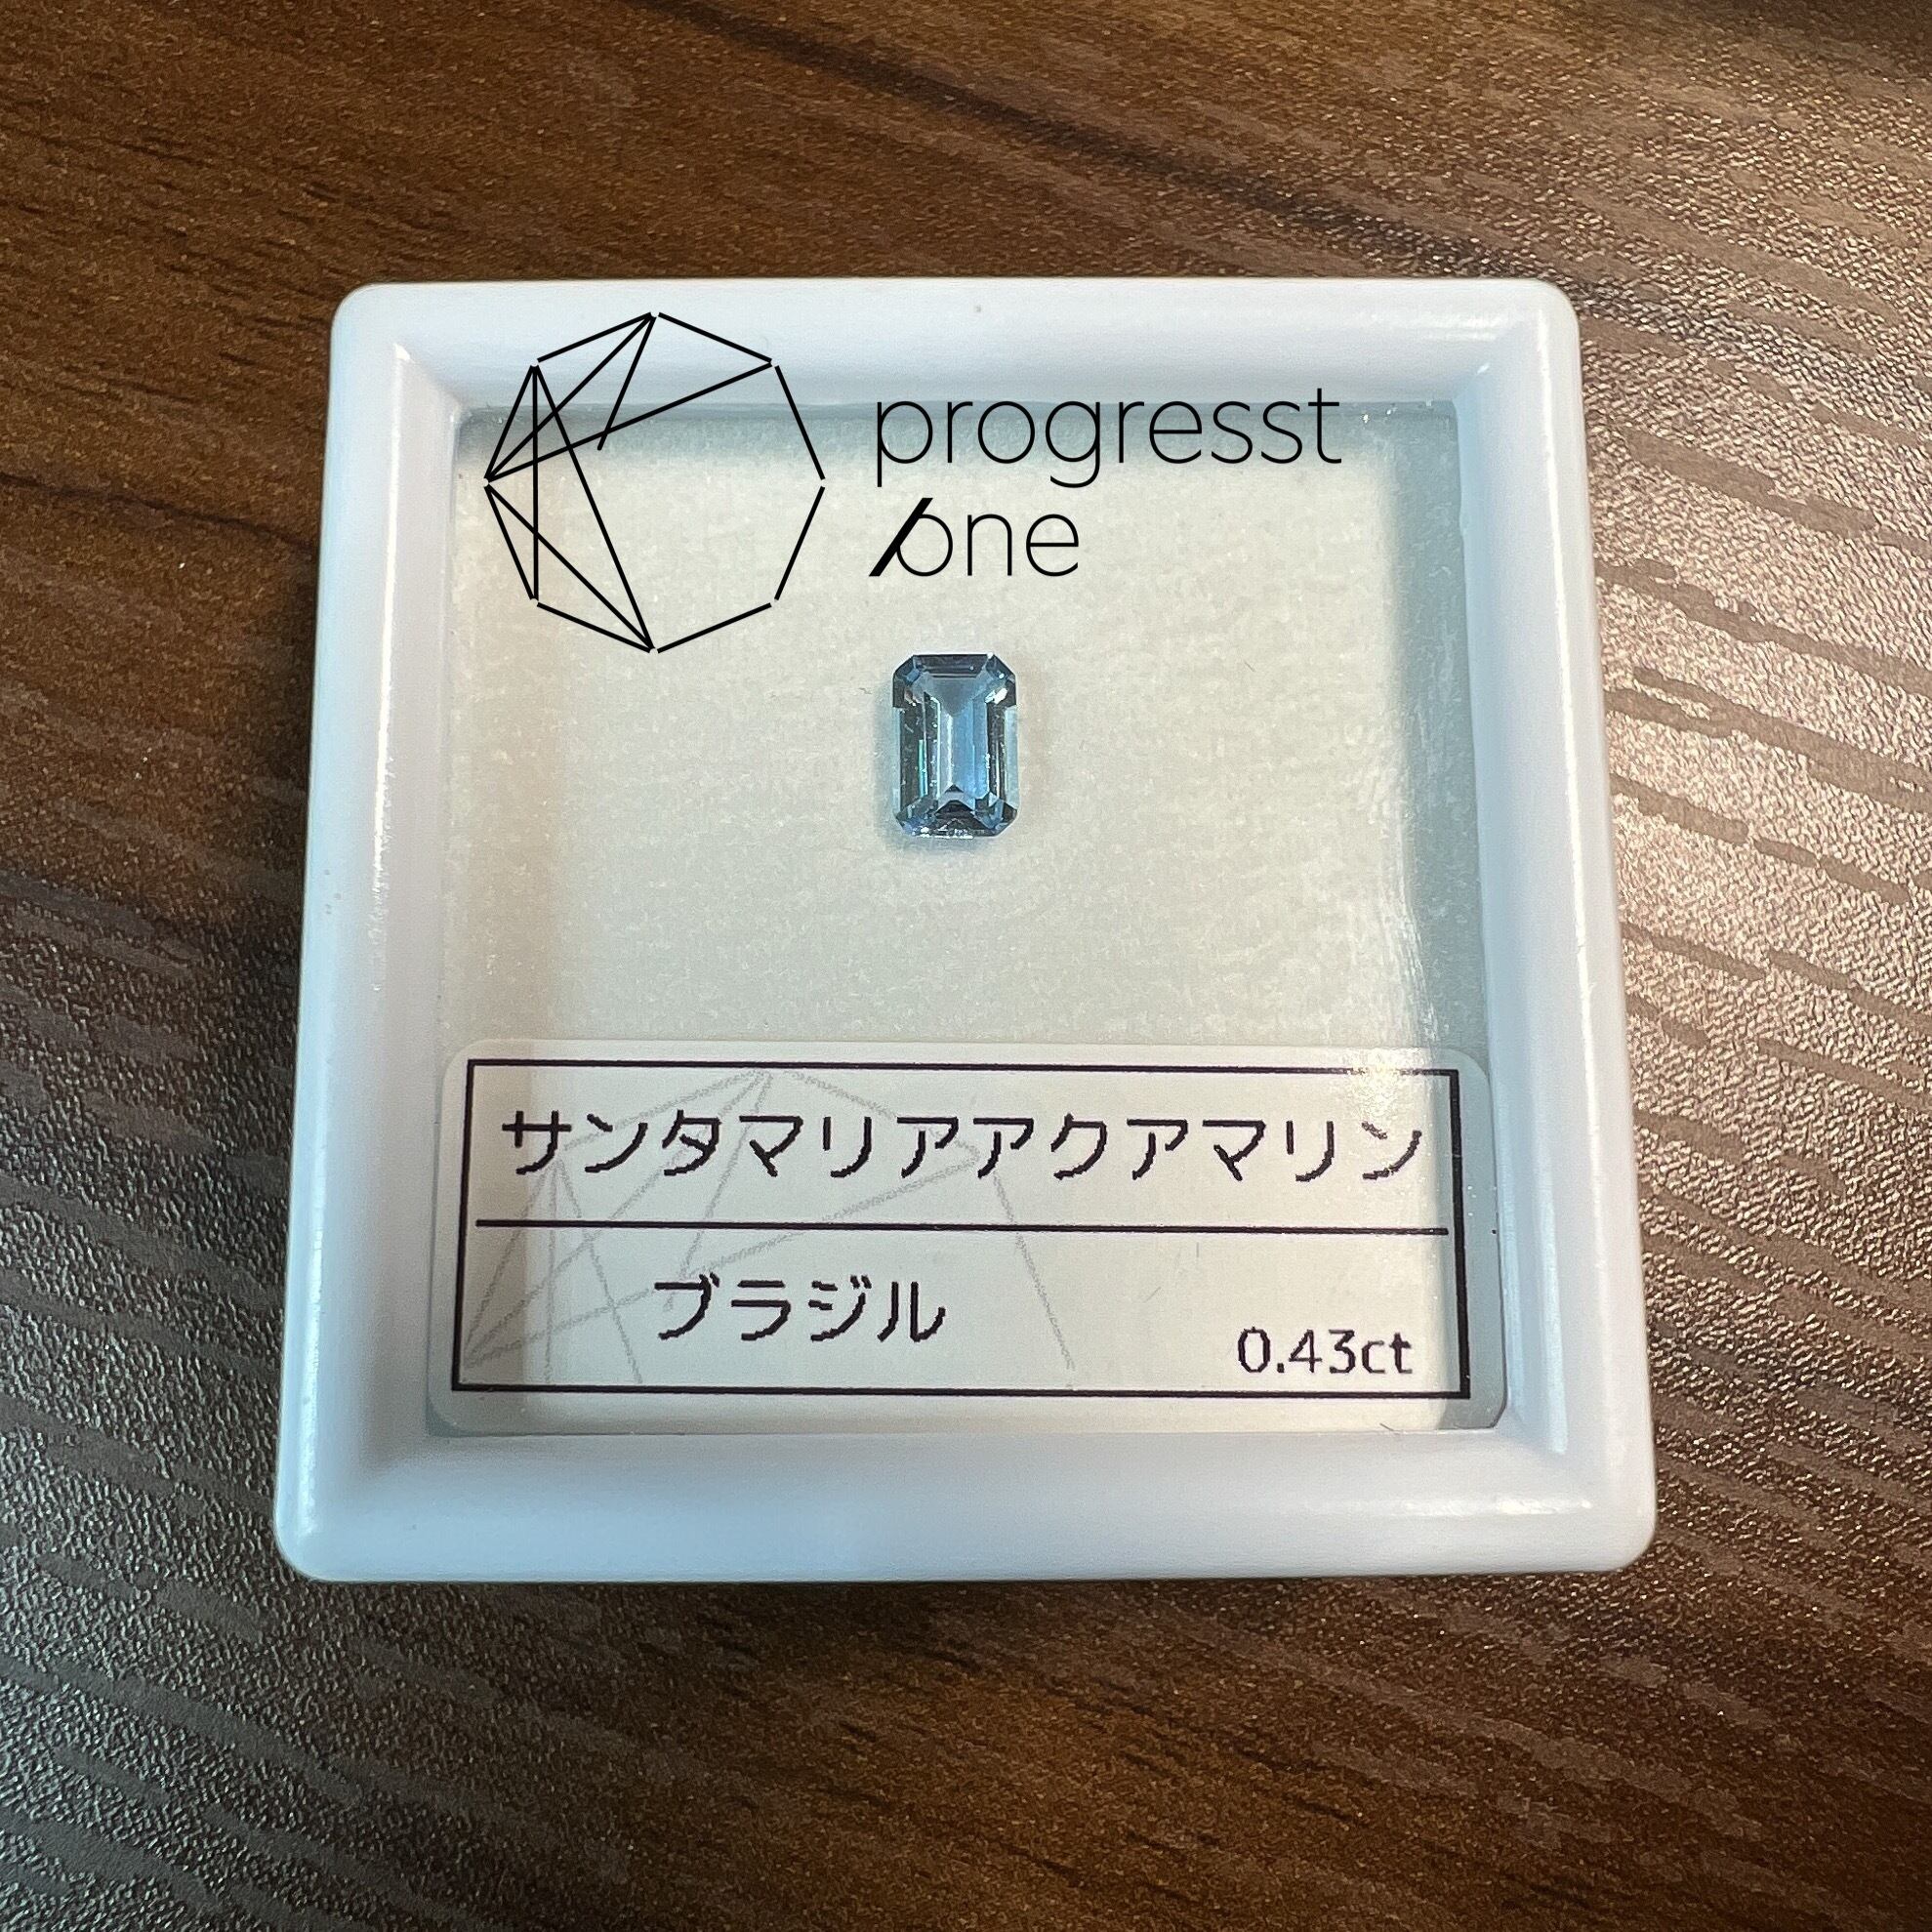 progresst
one
サンタマリアアクアマリン
ブラジル
0.43ct